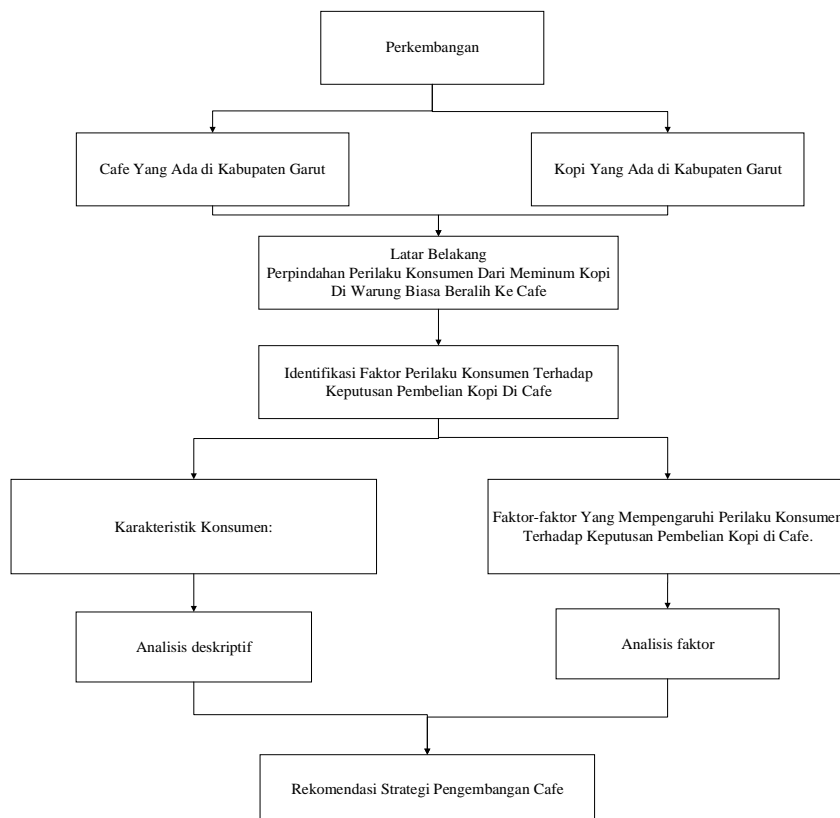 Perkembangan
Cafe Yang Ada di Kabupaten Garut
Kopi Yang Ada di Kabupaten Garut
Latar Belakang
Perpindahan Perilaku Konsumen Dari Meminum Kopi
Di Warung Biasa Beralih Ke Cafe
Identifikasi Faktor Perilaku Konsumen Terhadap
Keputusan Pembelian Kopi Di Cafe
Karakteristik Konsumen:
Faktor-faktor Yang Mempengaruhi Perilaku Konsumen
Terhadap Keputusan Pembelian Kopi di Cafe.
Analisis deskriptif
Analisis faktor
Rekomendasi Strategi Pengembangan Cafe